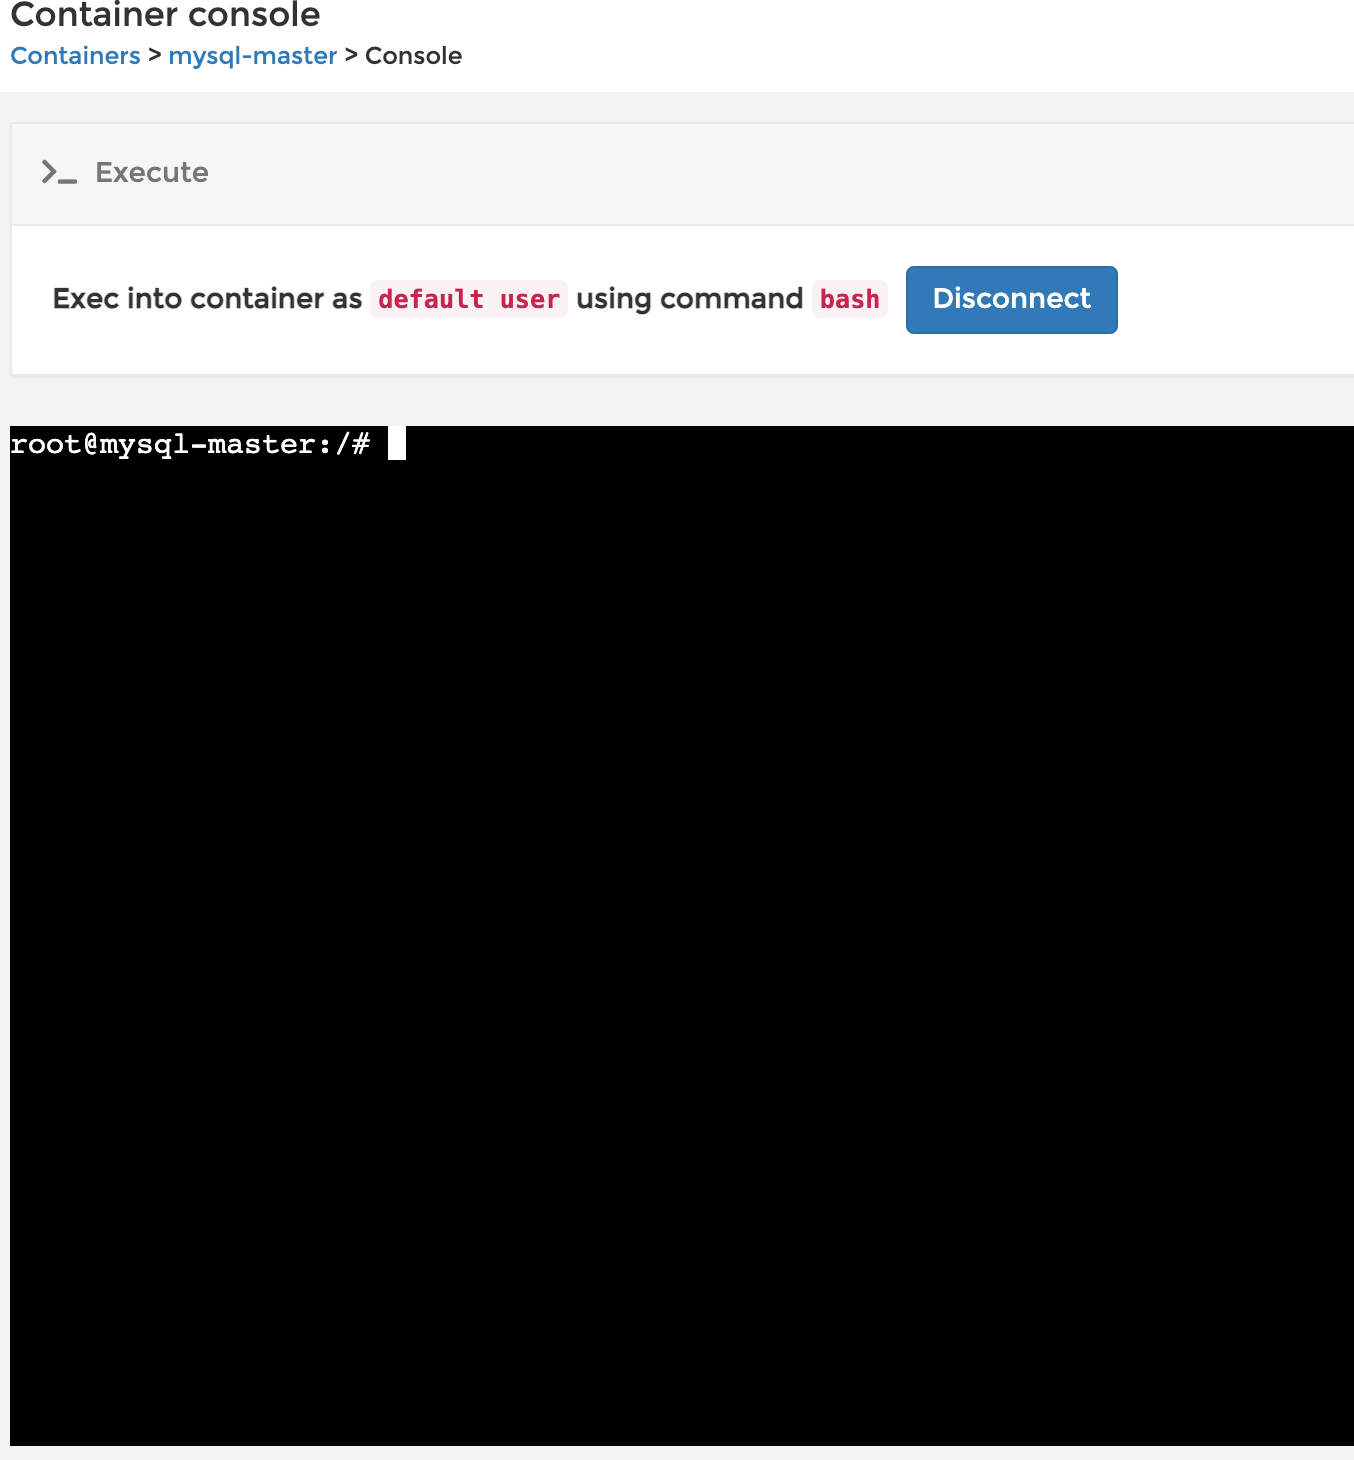 Container console
Containers > mysql-master > Console
>_ Execute
Exec into container as default user using command bash Disconnect
root@mysql-master:/#